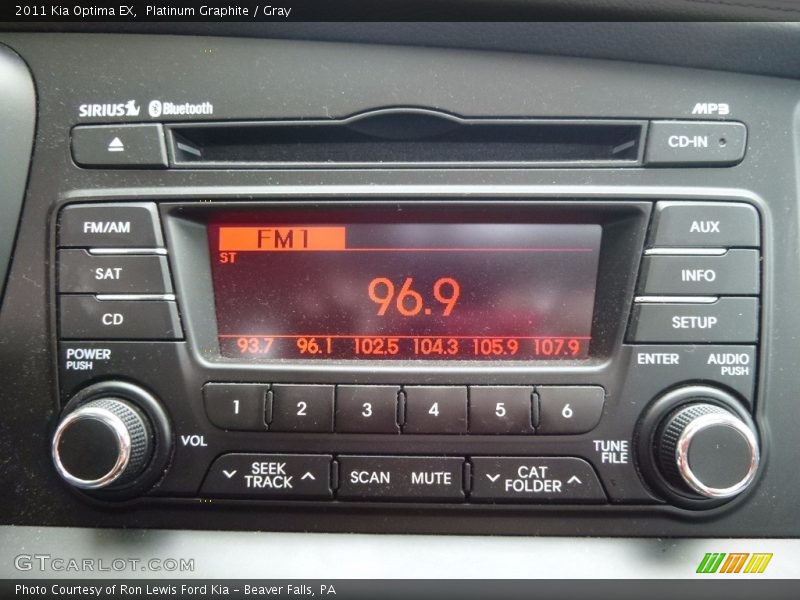 2011 Kia Optima EX, Platinum Graphite / Gray
SIRIUS Bluetooth MP3
CD-IN
FM/AM FM 1 AUX
ST
SAT INFO
96.9
CD SETUP
93.7 96.1 102.5 104.3 105.9 107.9
POWER PUSH ENTER AUDIO PUSH
1 2 3 4 5 6
VOL TUNE FILE
SEEK TRACK SCAN MUTE CAT FOLDER
GTCARLOT.COM
Photo Courtesy of Ron Lewis Ford Kia – Beaver Falls, PA